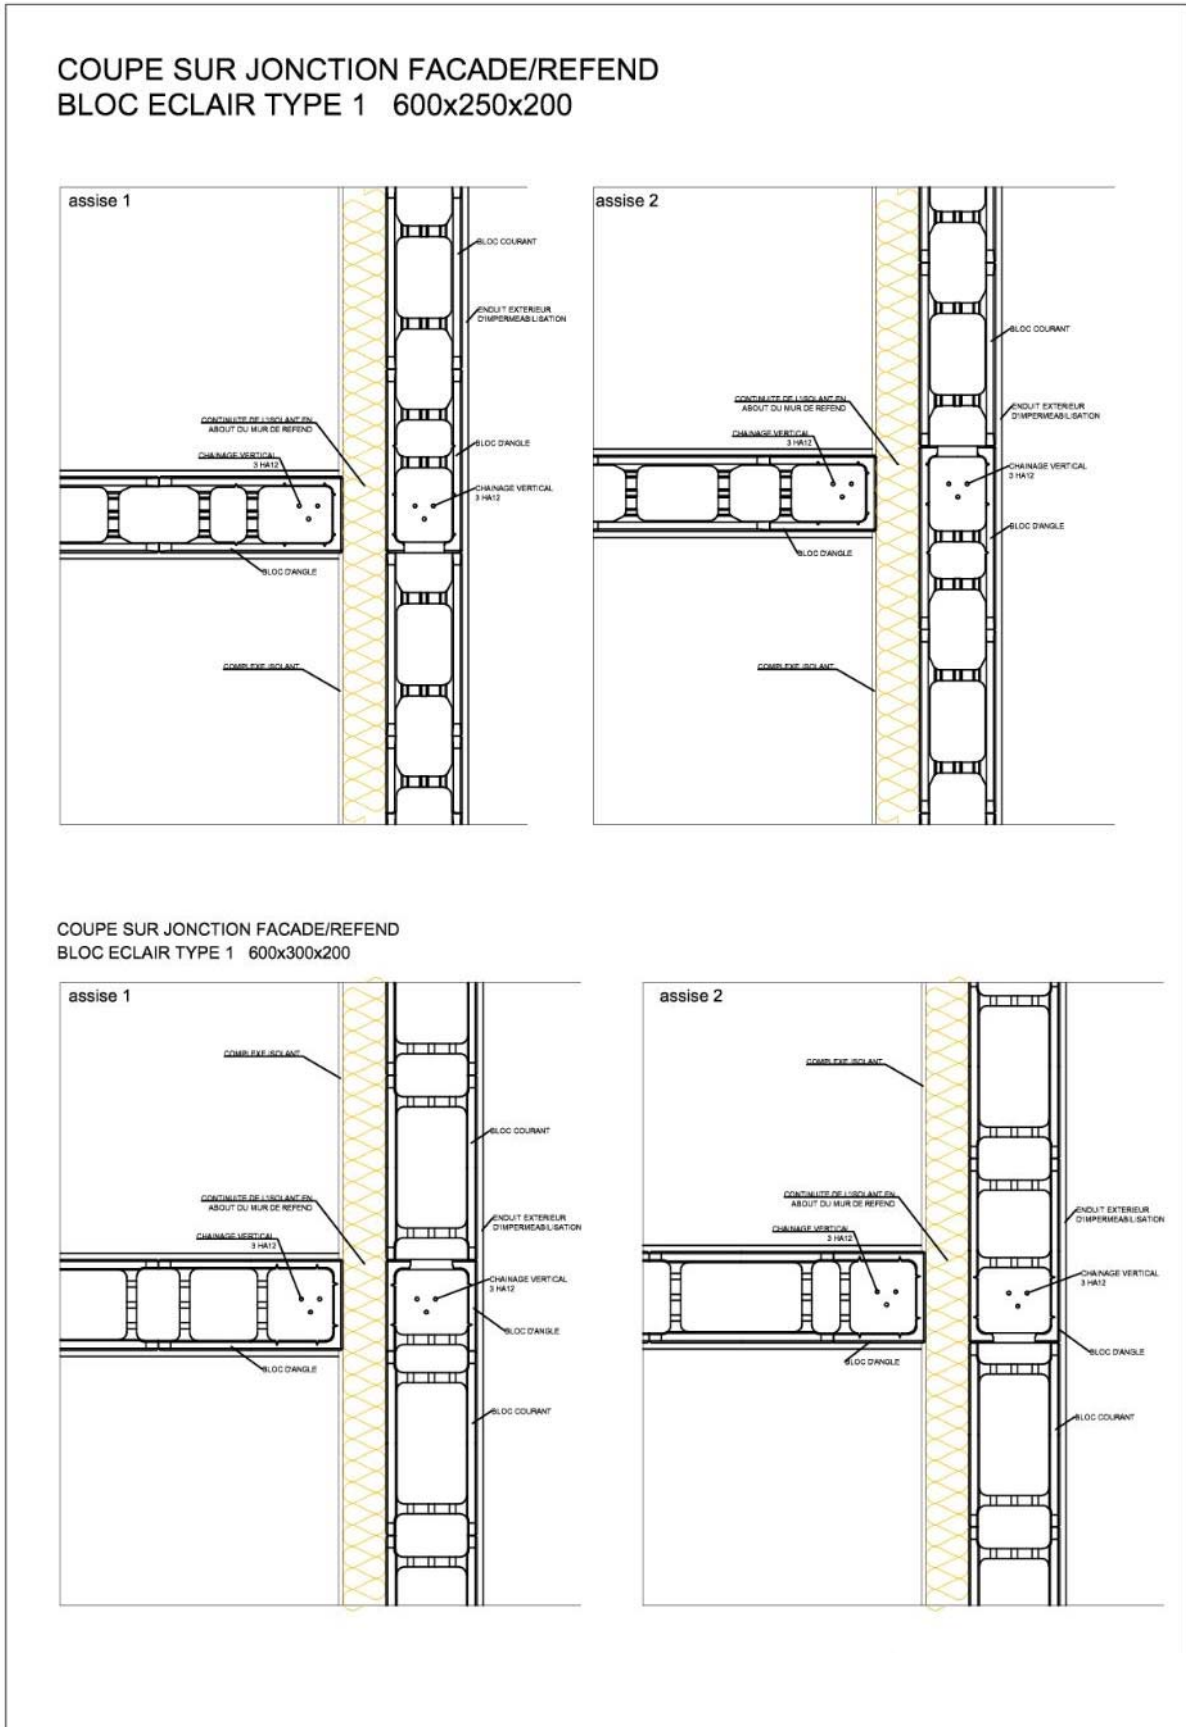 COUPE SUR JONCTION FACADE/REFEND
BLOC ECLAIR TYPE 1 600x250x200
assise 1
BLOC COURANT
ENDUIT EXTERIEUR
D'IMPERMEABILISATION
CONTINUITE DE L'ISOLANT EN
ABOUT DU MUR DE REFEND
BLOC D'ANGLE
CHAINAGE VERTICAL
3 HA12
CHAINAGE VERTICAL
3 HA12
BLOC D'ANGLE
COMPLEXE ISOLANT
assise 2
BLOC COURANT
CONTINUITE DE L'ISOLANT EN
ABOUT DU MUR DE REFEND
ENDUIT EXTERIEUR
D'IMPERMEABILISATION
CHAINAGE VERTICAL
3 HA12
CHAINAGE VERTICAL
3 HA12
BLOC D'ANGLE
BLOC D'ANGLE
COMPLEXE ISOLANT
COUPE SUR JONCTION FACADE/REFEND
BLOC ECLAIR TYPE 1 600x300x200
assise 1
COMPLEXE ISOLANT
BLOC COURANT
CONTINUITE DE L'ISOLANT EN
ABOUT DU MUR DE REFEND
ENDUIT EXTERIEUR
D'IMPERMEABILISATION
CHAINAGE VERTICAL
3 HA12
CHAINAGE VERTICAL
3 HA12
BLOC D'ANGLE
BLOC D'ANGLE
BLOC COURANT
assise 2
COMPLEXE ISOLANT
CONTINUITE DE L'ISOLANT EN
ABOUT DU MUR DE REFEND
ENDUIT EXTERIEUR
D'IMPERMEABILISATION
CHAINAGE VERTICAL
3 HA12
CHAINAGE VERTICAL
3 HA12
BLOC D'ANGLE
BLOC D'ANGLE
BLOC COURANT